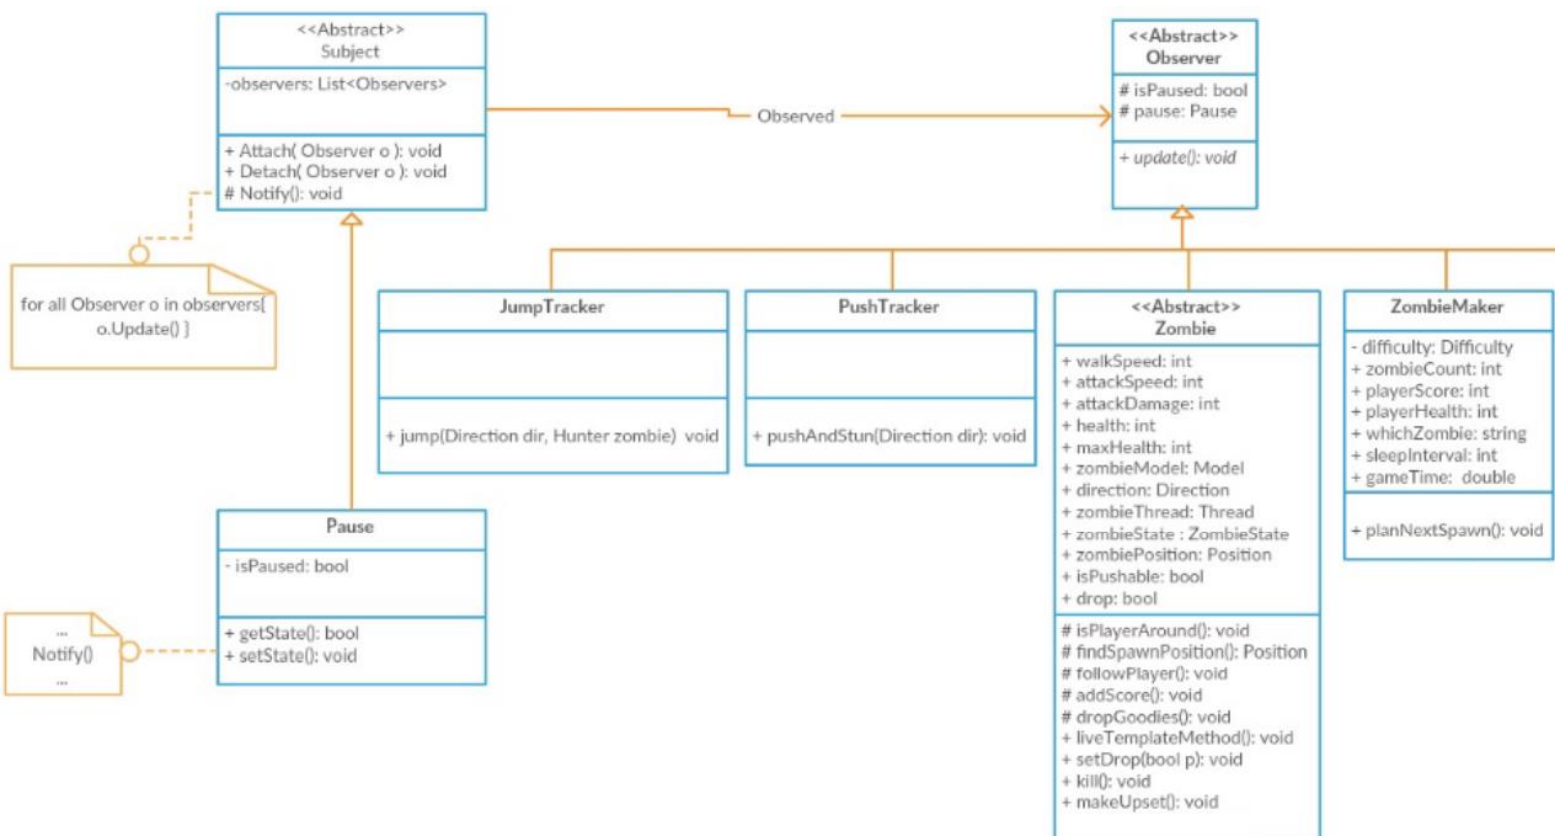 <<Abstract>>
Subject
-observers: List<Observers>
+ Attach( Observer o ): void
+ Detach( Observer o ): void
# Notify(): void
Observed
<<Abstract>>
Observer
# isPaused: bool
# pause: Pause
+ update(): void
for all Observer o in observers{
o.Update() }
JumpTracker
+ jump(Direction dir, Hunter zombie) void
PushTracker
+ pushAndStun(Direction dir): void
<<Abstract>>
Zombie
+ walkSpeed: int
+ attackSpeed: int
+ attackDamage: int
+ health: int
+ maxHealth: int
+ zombieModel: Model
+ direction: Direction
+ zombieThread: Thread
+ zombieState : ZombieState
+ zombiePosition: Position
+ isPushable: bool
+ drop: bool
# isPlayerAround(): void
# findSpawnPosition(): Position
# followPlayer(): void
# addScore(): void
# dropGoodies(): void
+ liveTemplateMethod(): void
+ setDrop(bool p): void
+ kill(): void
+ makeUpset(): void
ZombieMaker
- difficulty: Difficulty
+ zombieCount: int
+ playerScore: int
+ playerHealth: int
+ whichZombie: string
+ sleepInterval: int
+ gameTime: double
+ planNextSpawn(): void
Pause
- isPaused: bool
+ getState(): bool
+ setState(): void
...
Notify()
...